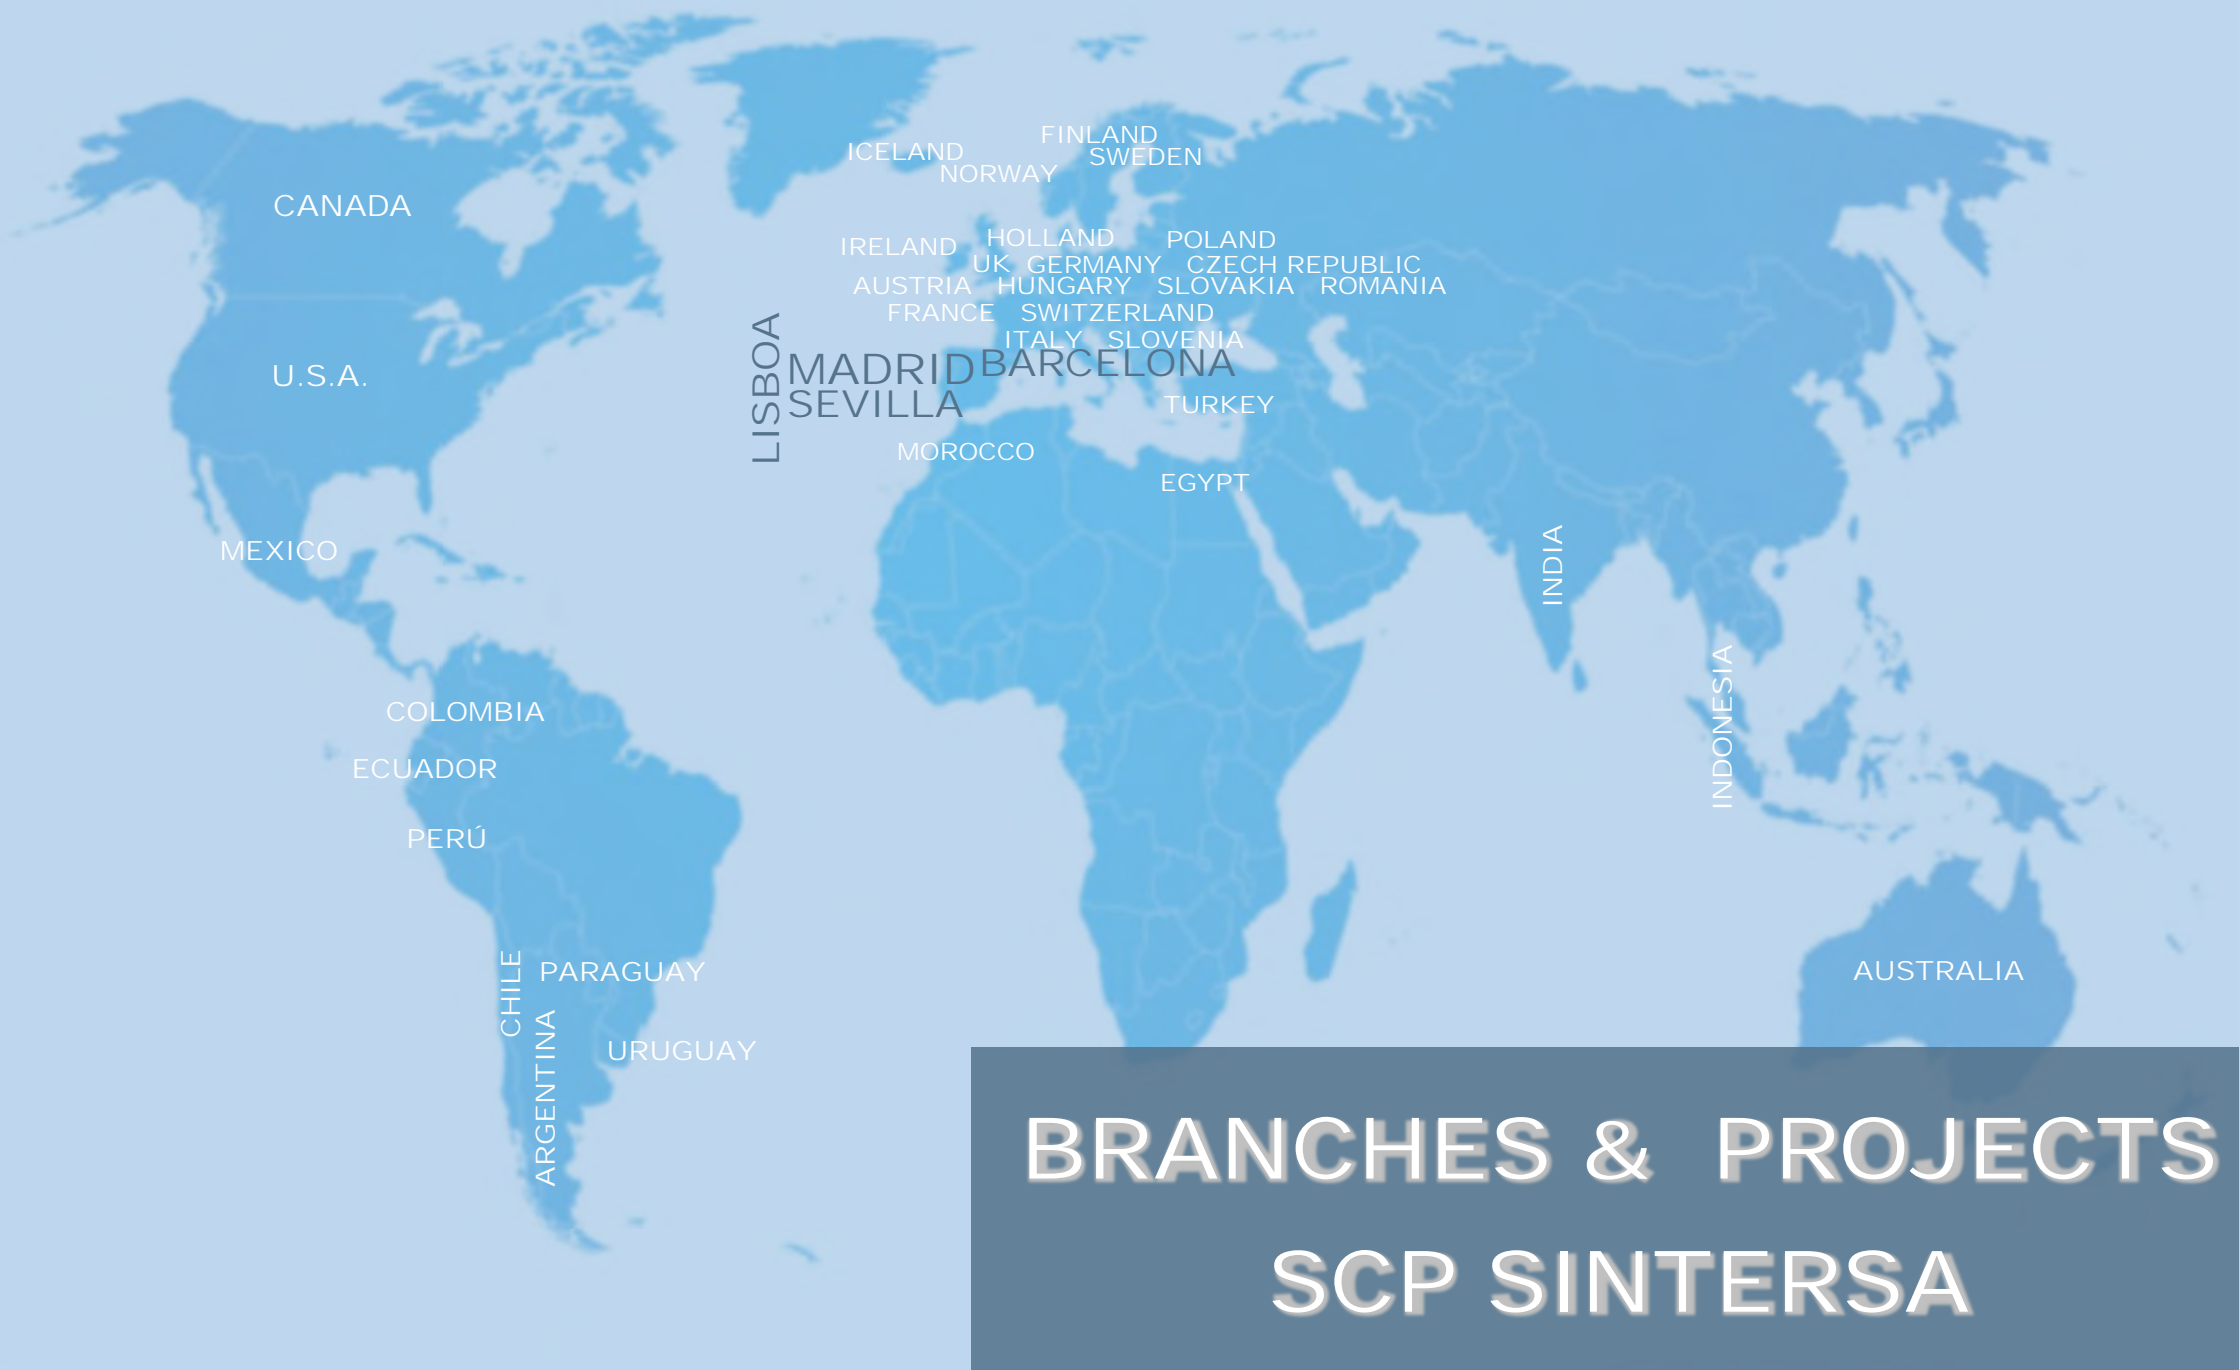 FINLAND
ICELAND
SWEDEN
NORWAY
CANADA
IRELAND
HOLLAND
POLAND
UK
GERMANY
CZECH REPUBLIC
AUSTRIA
HUNGARY
SLOVAKIA
ROMANIA
FRANCE
SWITZERLAND
ITALY
SLOVENIA
LISBOA
MADRID
BARCELONA
U.S.A.
SEVILLA
TURKEY
MOROCCO
EGYPT
MEXICO
INDIA
COLOMBIA
INDONESIA
ECUADOR
PERÚ
CHILE
PARAGUAY
AUSTRALIA
ARGENTINA
URUGUAY
BRANCHES & PROJECTS
SCP SINTERSA